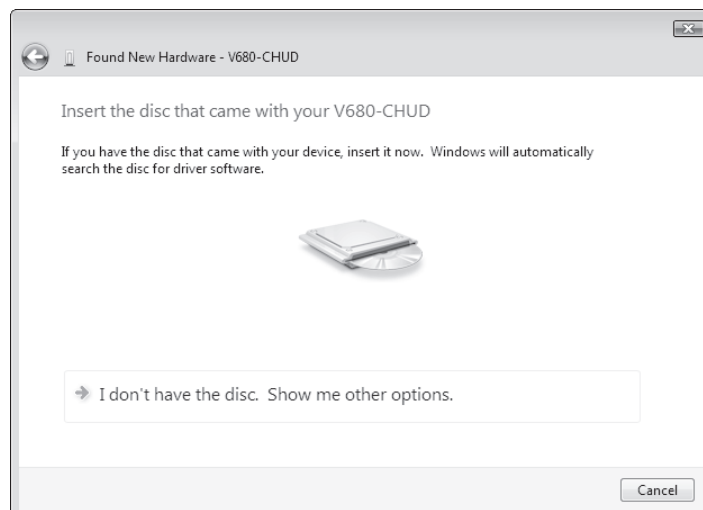 Found New Hardware - V680-CHUD
Insert the disc that came with your V680-CHUD
If you have the disc that came with your device, insert it now.  Windows will automatically
search the disc for driver software.
I don't have the disc.  Show me other options.
Cancel